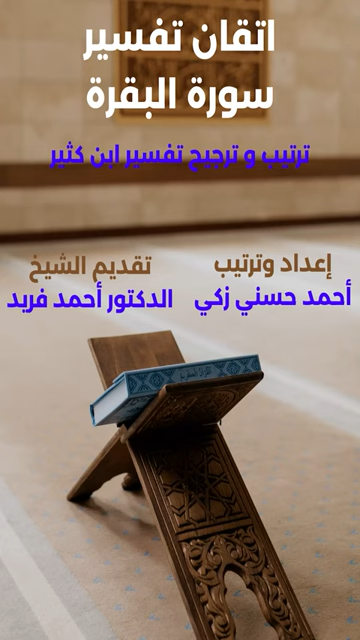 اتقان تفسير
سورة البقرة
ترتيب و ترجيح تفسير ابن كثير
إعداد وترتيب
أحمد حسني زكي
تقديم الشيخ
الدكتور أحمد فريد